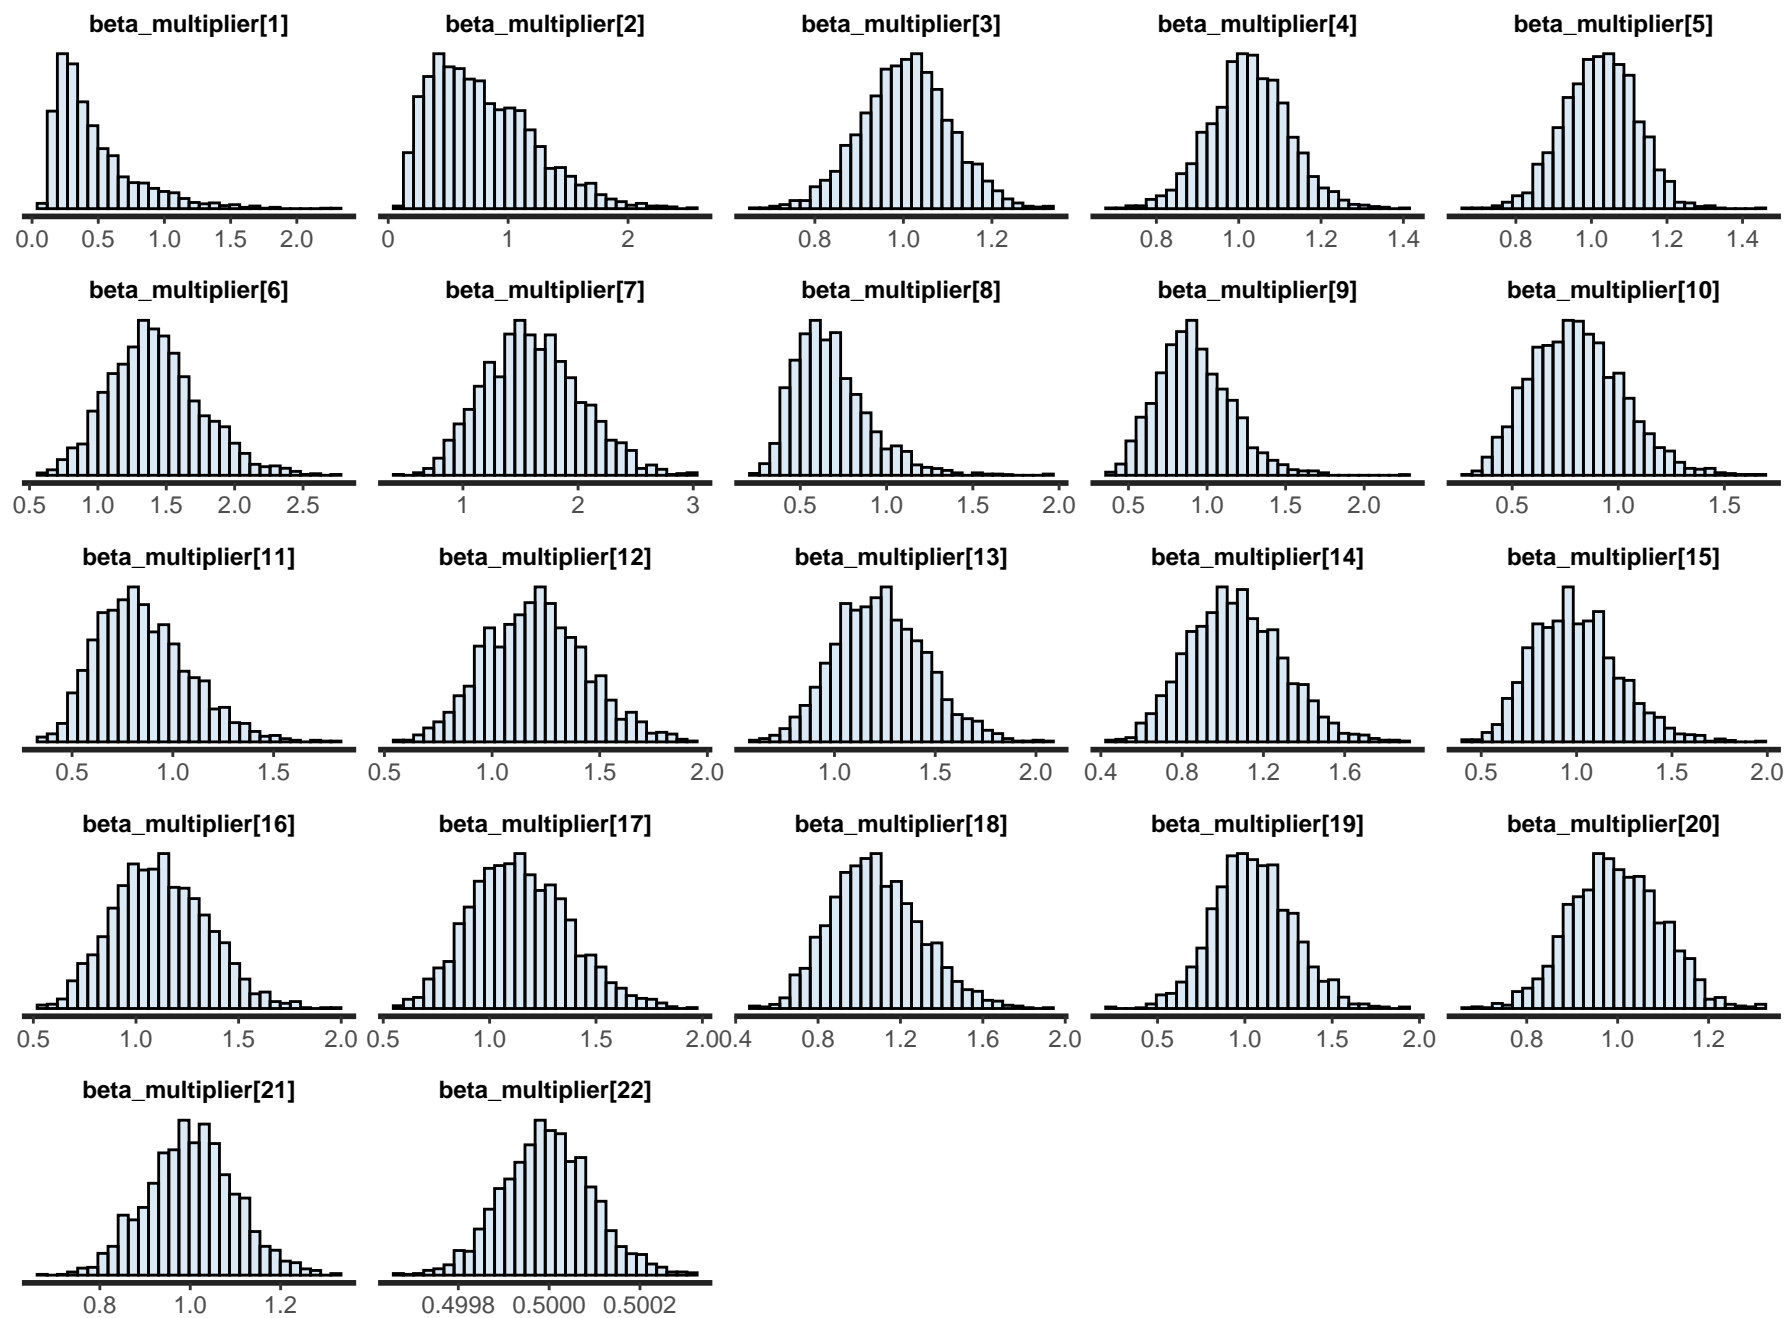 beta_multiplier[1] beta_multiplier[2] beta_multiplier[3] beta_multiplier[4] beta_multiplier[5]
0.0 0.5 1.0 1.5 2.0 0 1 2 0.8 1.0 1.2 0.8 1.0 1.2 1.4 0.8 1.0 1.2 1.4
beta_multiplier[6] beta_multiplier[7] beta_multiplier[8] beta_multiplier[9] beta_multiplier[10]
0.5 1.0 1.5 2.0 2.5 1 2 3 0.5 1.0 1.5 2.0 0.5 1.0 1.5 2.0 0.5 1.0 1.5
beta_multiplier[11] beta_multiplier[12] beta_multiplier[13] beta_multiplier[14] beta_multiplier[15]
0.5 1.0 1.5 0.5 1.0 1.5 2.0 1.0 1.5 2.0 0.4 0.8 1.2 1.6 0.5 1.0 1.5 2.0
beta_multiplier[16] beta_multiplier[17] beta_multiplier[18] beta_multiplier[19] beta_multiplier[20]
0.5 1.0 1.5 2.0 0.5 1.0 1.5 2.0 0.4 0.8 1.2 1.6 2.0 0.5 1.0 1.5 2.0 0.8 1.0 1.2
beta_multiplier[21] beta_multiplier[22]
0.8 1.0 1.2 0.4998 0.5000 0.5002